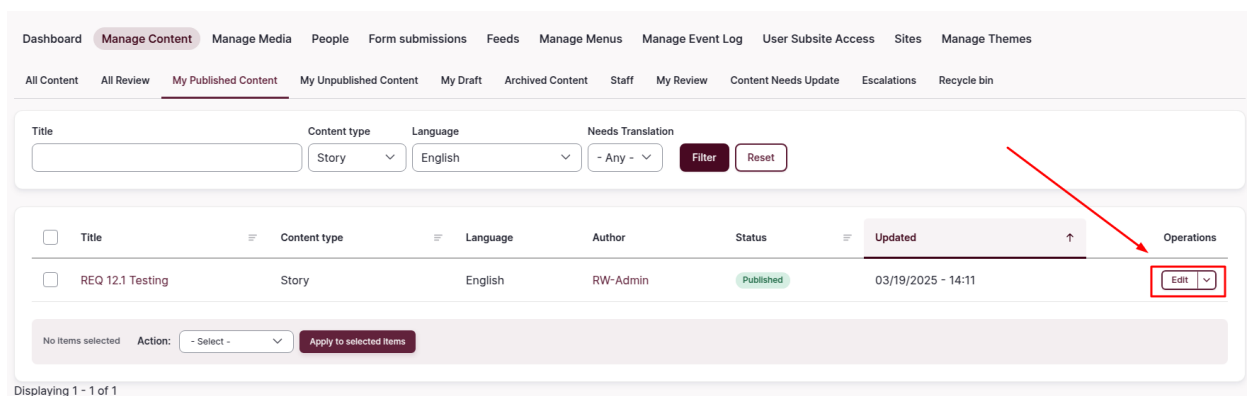 Dashboard Manage Content Manage Media People Form submissions Feeds Manage Menus Manage Event Log User Subsite Access Sites Manage Themes
All Content All Review My Published Content My Unpublished Content My Draft Archived Content Staff My Review Content Needs Update Escalations Recycle bin
Title Content type Language Needs Translation
Story English - Any - Filter Reset
Title Content type Language Author Status Updated Operations
REQ 12.1 Testing Story English RW-Admin Published 03/19/2025 - 14:11 Edit
No items selected Action: - Select - Apply to selected items
Displaying 1 - 1 of 1